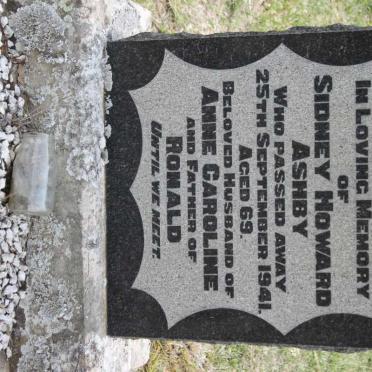 IN LOVING MEMORY
OF
SIDNEY HOWARD
ASHBY
WHO PASSED AWAY
25TH SEPTEMBER 1941.
AGED 69.
BELOVED HUSBAND OF
ANNE CAROLINE
AND FATHER OF
RONALD
UNTIL WE MEET.